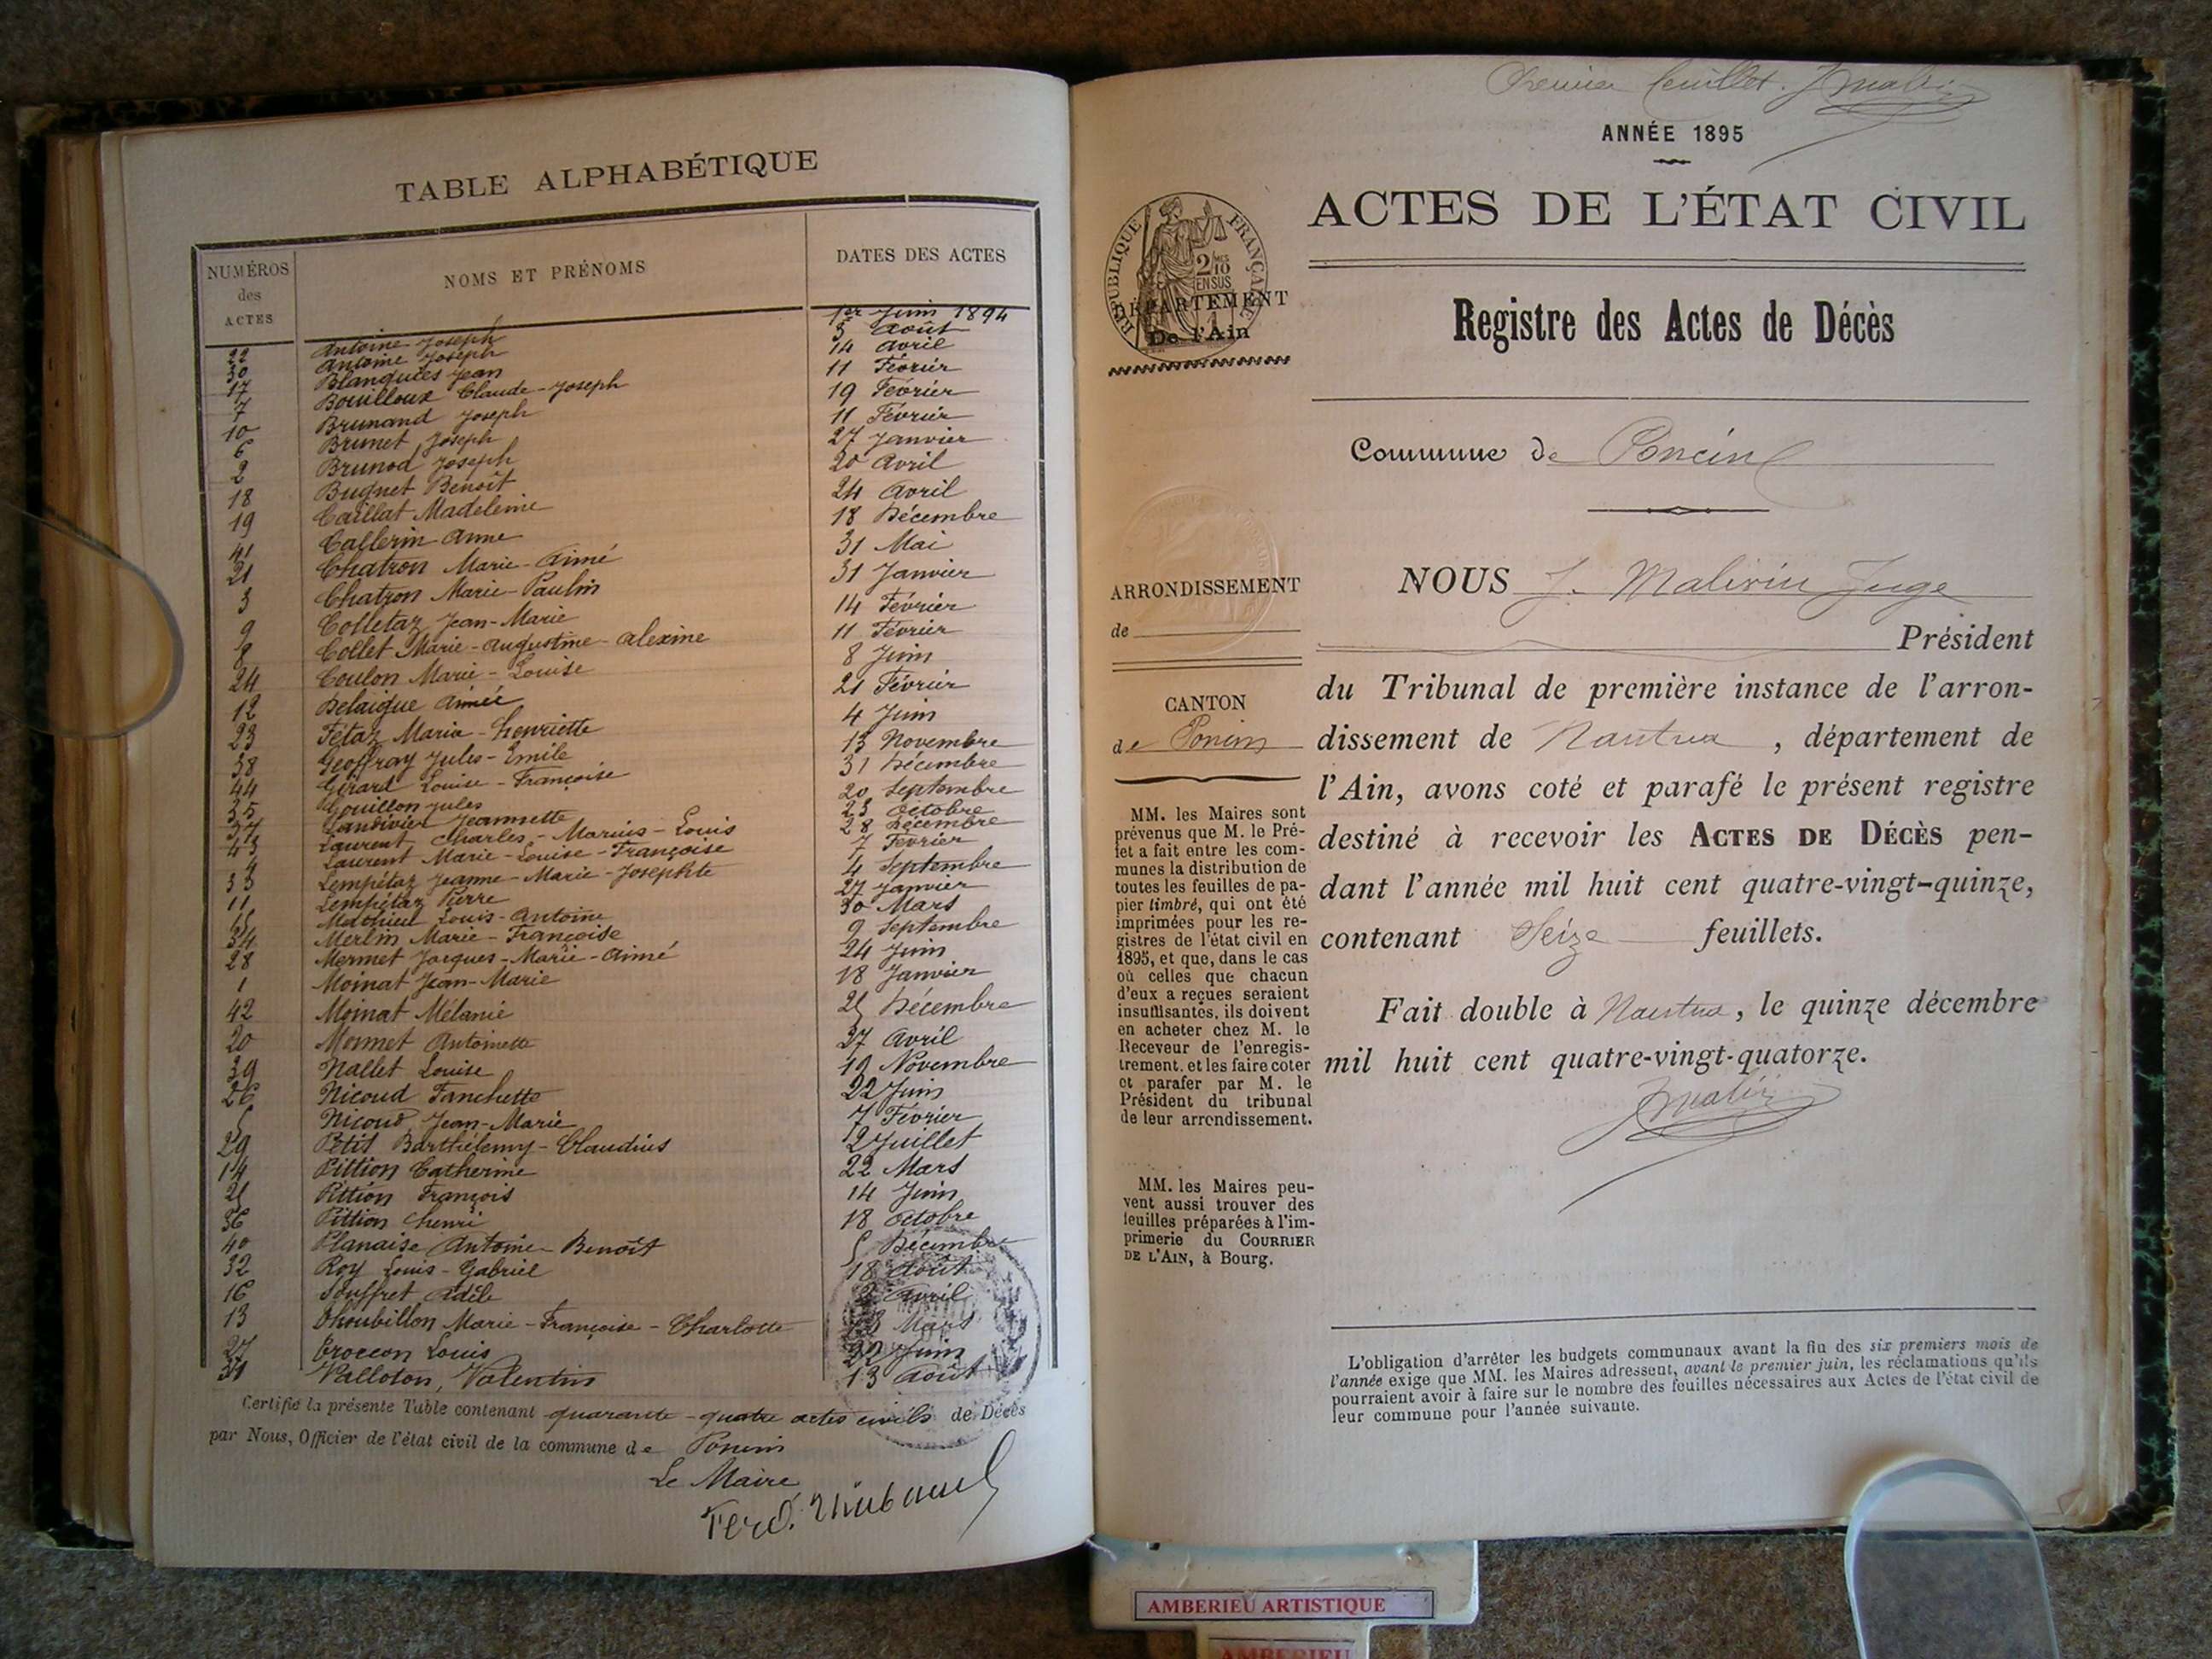 TABLE ALPHABÉTIQUE
NUMÉROS des ACTES
NOMS ET PRÉNOMS
DATES DES ACTES
22 Antoine Joseph 1er Juin 1894
30 Antoine Joseph 5 Août
17 Blanquies Jean 14 Avril
7 Bouilloux Claude-Joseph 11 Février
10 Brunand Joseph 19 Février
6 Brunet Joseph 11 Février
2 Brunod Joseph 27 Janvier
18 Bugnet Benoît 20 Avril
19 Caillat Madeleine 24 Avril
41 Callerin Anne 18 Décembre
21 Chatron Marie-Aimé 31 Mai
3 Chatron Marie-Paulin 31 Janvier
9 Colletaz Jean-Marie 14 Février
8 Collet Marie-Augustine-Alexine 11 Février
24 Coulon Marie-Louise 8 Juin
12 Delaigue Aimée 21 Février
23 Fétaz Maria-Henriette 4 Juin
38 Geoffray Jules-Emile 13 Novembre
44 Girard Louise-Françoise 31 Décembre
35 Gouillon Jules 20 Septembre
37 Landivier Jeannette 23 Octobre
43 Laurent Charles-Marius-Louis 28 Décembre
4 Laurent Marie-Louise-Françoise 7 Février
33 Lempétaz Jeanne-Marie-Josephte 4 Septembre
11 Lempétaz Pierre 27 Janvier
15 Mathieu Louis-Antoine 30 Mars
34 Merlin Marie-Françoise 9 Septembre
28 Mermet Jacques-Marie-Aimé 24 Juin
1 Moinat Jean-Marie 18 Janvier
42 Moinat Mélanie 25 Décembre
20 Monnet Antoinette 27 Avril
39 Nallet Louise 19 Novembre
26 Nicoud Fanchette 22 Juin
5 Nicoud Jean-Marie 7 Février
29 Petit Barthélemy-Claudius 12 Juillet
14 Pittion Catherine 22 Mars
25 Pittion François 14 Juin
36 Pittion Henri 18 Octobre
40 Planaise Antoine-Benoît 5 Décembre
32 Roy Louis-Gabriel 18 Août
16 Souffret Adèle 2 Avril
13 Thoubillon Marie-Françoise-Charlotte Mars
27 Troccon Louis 22 Juin
31 Valloton, Valentin 13 Août
Certifié la présente Table contenant quarante-quatre actes civils de Décès
par Nous, Officier de l'état civil de la commune de Poncin
Le Maire
Premier feuillet. J Malivin
ANNÉE 1895
ACTES DE L'ÉTAT CIVIL
RÉPUBLIQUE FRANÇAISE
2/10 EN SUS
DÉPARTEMENT
De l'Ain
Registre des Actes de Décès
Commune de Poncin
ARRONDISSEMENT
de
CANTON
de Poncin
MM. les Maires sont
prévenus que M. le Pré-
fet a fait entre les com-
munes la distribution de
toutes les feuilles de pa-
pier timbré, qui ont été
imprimées pour les re-
gistres de l'état civil en
1895, et que, dans le cas
où celles que chacun
d'eux a reçues seraient
insuffisantes, ils doivent
en acheter chez M. le
Receveur de l'enregis-
trement, et les faire coter
et parafer par M. le
Président du tribunal
de leur arrondissement.
MM. les Maires peu-
vent aussi trouver des
feuilles préparées à l'im-
primerie du COURRIER
DE L'AIN, à Bourg.
NOUS J. Malivin Juge
Président
du Tribunal de première instance de l'arron-
dissement de Nantua, département de
l'Ain, avons coté et parafé le présent registre
destiné à recevoir les ACTES DE DÉCÈS pen-
dant l'année mil huit cent quatre-vingt-quinze,
contenant Seize feuillets.
Fait double à Nantua, le quinze décembre
mil huit cent quatre-vingt-quatorze.
J Malivin
L'obligation d'arrêter les budgets communaux avant la fin des six premiers mois de
l'année exige que MM. les Maires adressent, avant le premier juin, les réclamations qu'ils
pourraient avoir à faire sur le nombre des feuilles nécessaires aux Actes de l'état civil de
leur commune pour l'année suivante.
AMBERIEU ARTISTIQUE
AMBERIEU